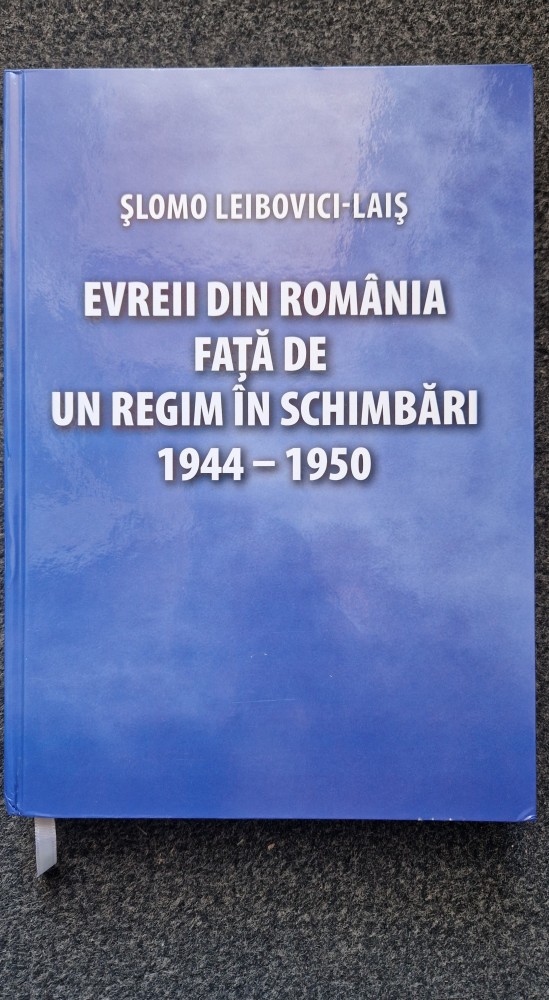 ŞLOMO LEIBOVICI-LAIŞ
EVREII DIN ROMÂNIA
FAŢĂ DE
UN REGIM ÎN SCHIMBĂRI
1944 – 1950